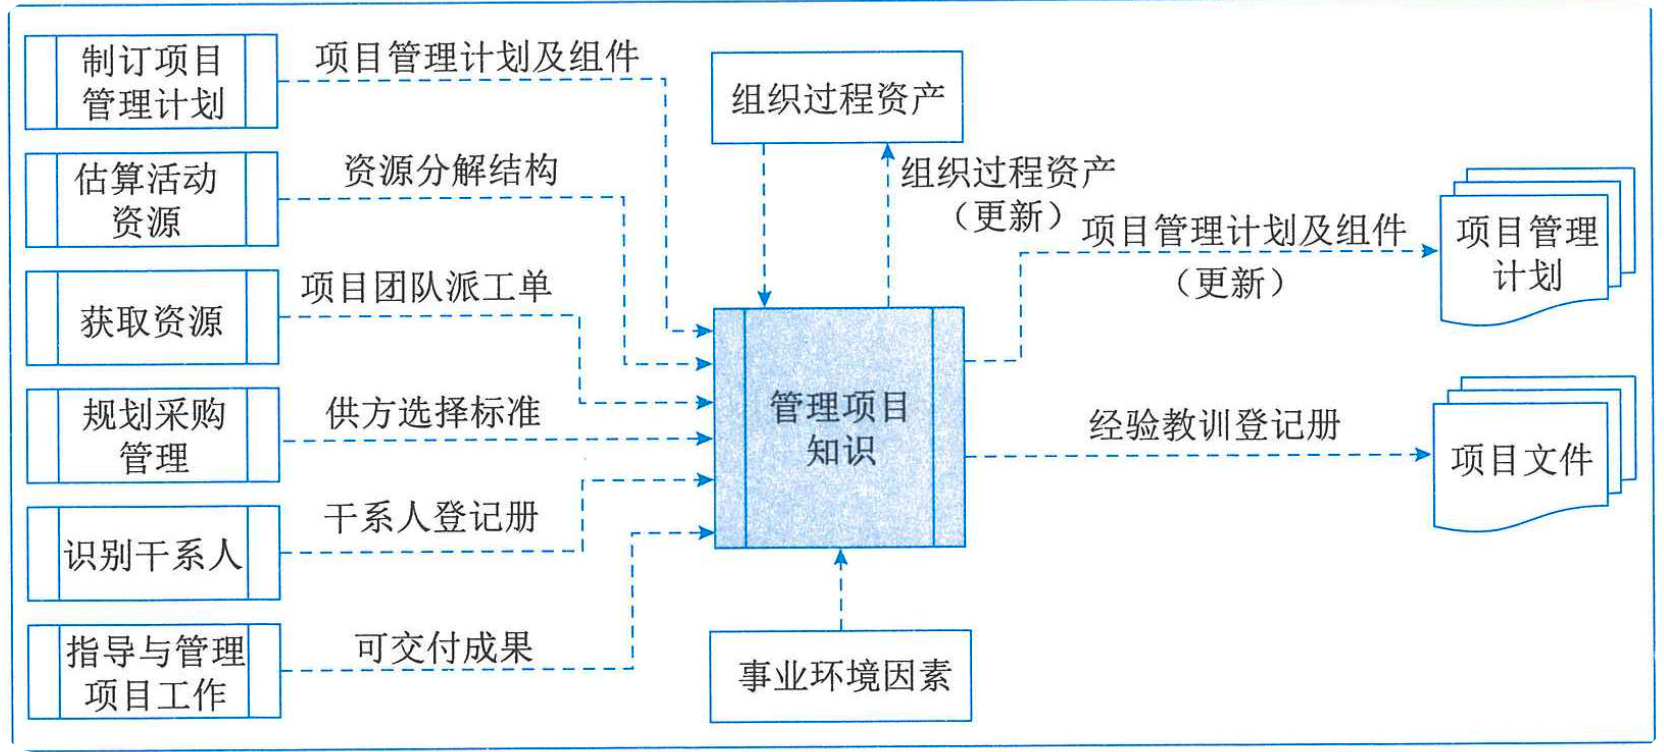 制订项目
管理计划
项目管理计划及组件
估算活动
资源
资源分解结构
获取资源
项目团队派工单
规划采购
管理
供方选择标准
识别干系人
干系人登记册
指导与管理
项目工作
可交付成果
组织过程资产
组织过程资产
（更新）
管理项目
知识
事业环境因素
项目管理计划及组件
（更新）
项目管理
计划
经验教训登记册
项目文件